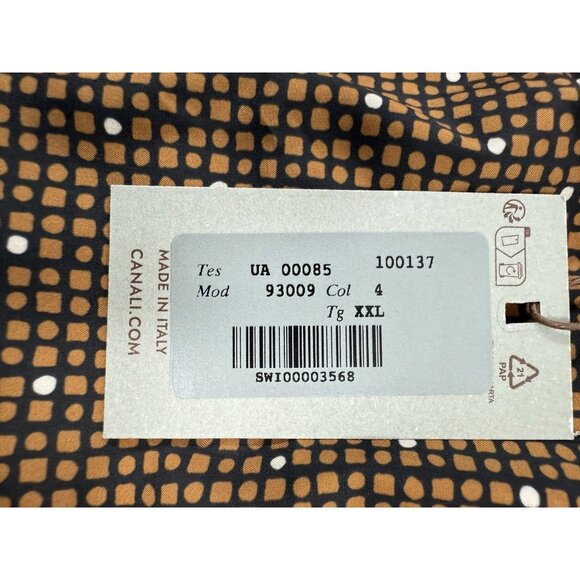 Tes UA 00085 100137
Mod 93009 Col 4
Tg XXL
SWI00003568
MADE IN ITALY
CANALI.COM
21
PAP